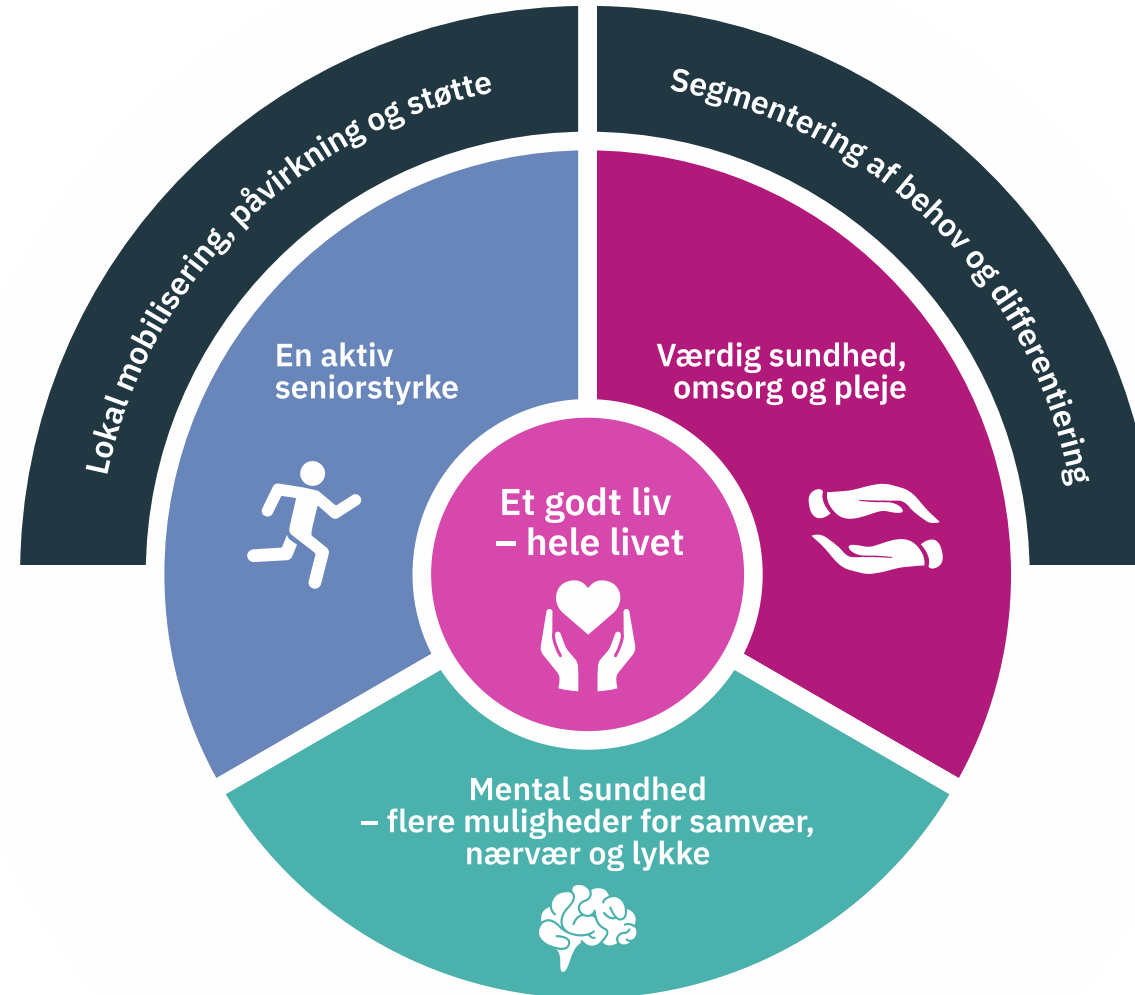 Lokal mobilisering, påvirkning og støtte
Segmentering af behov og differentiering
En aktiv
seniorstyrke
Værdig sundhed,
omsorg og pleje
Et godt liv
– hele livet
Mental sundhed
– flere muligheder for samvær,
nærvær og lykke